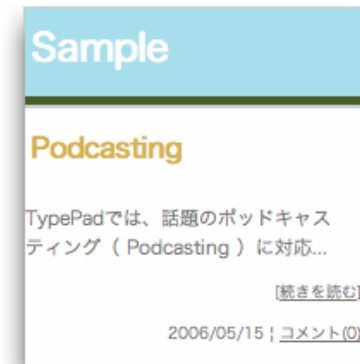 Sample
Podcasting
TypePadでは、話題のポッドキャス
ティング（ Podcasting ）に対応...
[続きを読む]
2006/05/15 ¦ コメント(0)